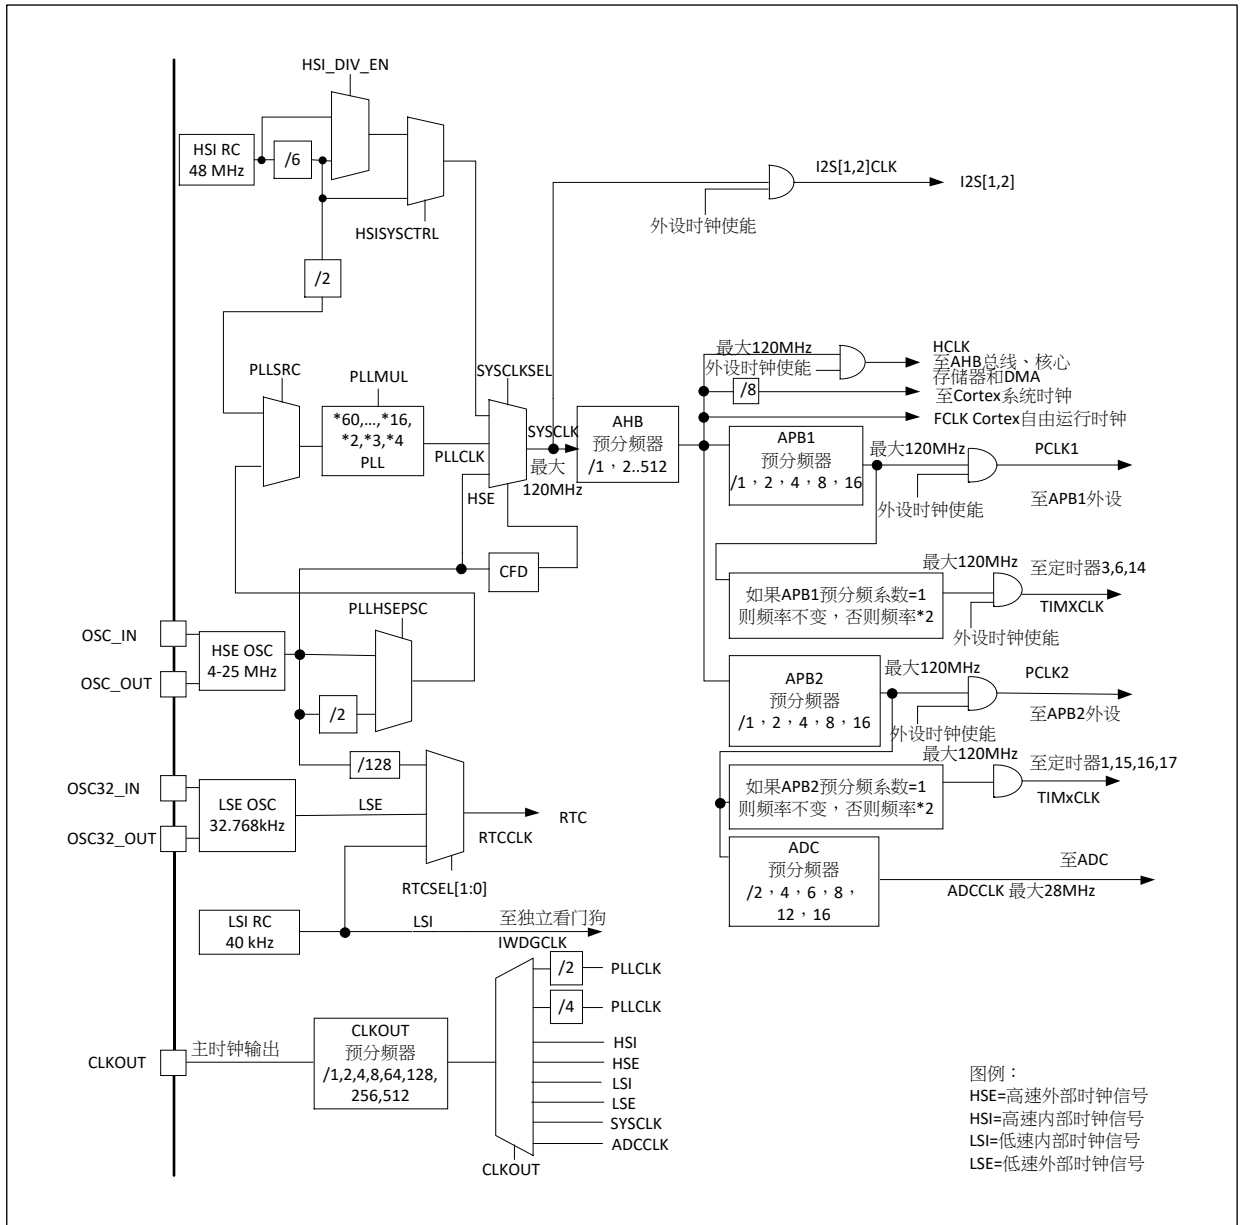 HSI_DIV_EN
HSI RC
48 MHz
/6
HSISYSCTRL
/2
I2S[1,2]CLK
I2S[1,2]
外设时钟使能
PLLSRC
PLLMUL
*60,...,*16,
*2,*3,*4
PLL
PLLCLK
SYSCLKSEL
HSE
SYSCLK
最大
120MHz
AHB
预分频器
/1，2..512
最大120MHz
外设时钟使能
HCLK
至AHB总线、核心
存储器和DMA
/8
至Cortex系统时钟
FCLK Cortex自由运行时钟
APB1
预分频器
/1，2，4，8，16
最大120MHz
外设时钟使能
PCLK1
至APB1外设
CFD
如果APB1预分频系数=1
则频率不变，否则频率*2
最大120MHz
外设时钟使能
至定时器3,6,14
TIMXCLK
OSC_IN
OSC_OUT
HSE OSC
4-25 MHz
PLLHSEPSC
/2
APB2
预分频器
/1，2，4，8，16
最大120MHz
外设时钟使能
PCLK2
至APB2外设
/128
OSC32_IN
OSC32_OUT
LSE OSC
32.768kHz
LSE
RTCCLK
RTC
RTCSEL[1:0]
如果APB2预分频系数=1
则频率不变，否则频率*2
最大120MHz
至定时器1,15,16,17
TIMxCLK
ADC
预分频器
/2，4，6，8，
12，16
至ADC
ADCCLK 最大28MHz
LSI RC
40 kHz
LSI
至独立看门狗
IWDGCLK
/2
PLLCLK
/4
PLLCLK
HSI
HSE
LSI
LSE
SYSCLK
ADCCLK
CLKOUT
主时钟输出
CLKOUT
预分频器
/1,2,4,8,64,128,
256,512
CLKOUT
图例：
HSE=高速外部时钟信号
HSI=高速内部时钟信号
LSI=低速内部时钟信号
LSE=低速外部时钟信号